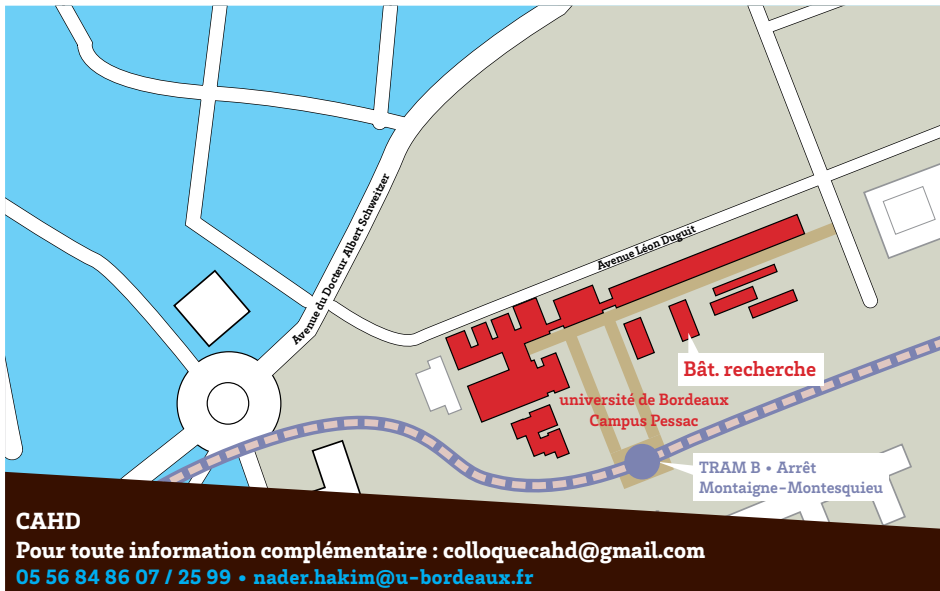 Avenue du Docteur Albert Schweitzer
Avenue Léon Duguit
Bât. recherche
université de Bordeaux
Campus Pessac
TRAM B • Arrêt
Montaigne-Montesquieu
CAHD
Pour toute information complémentaire : colloquecahd@gmail.com
05 56 84 86 07 / 25 99 • nader.hakim@u-bordeaux.fr